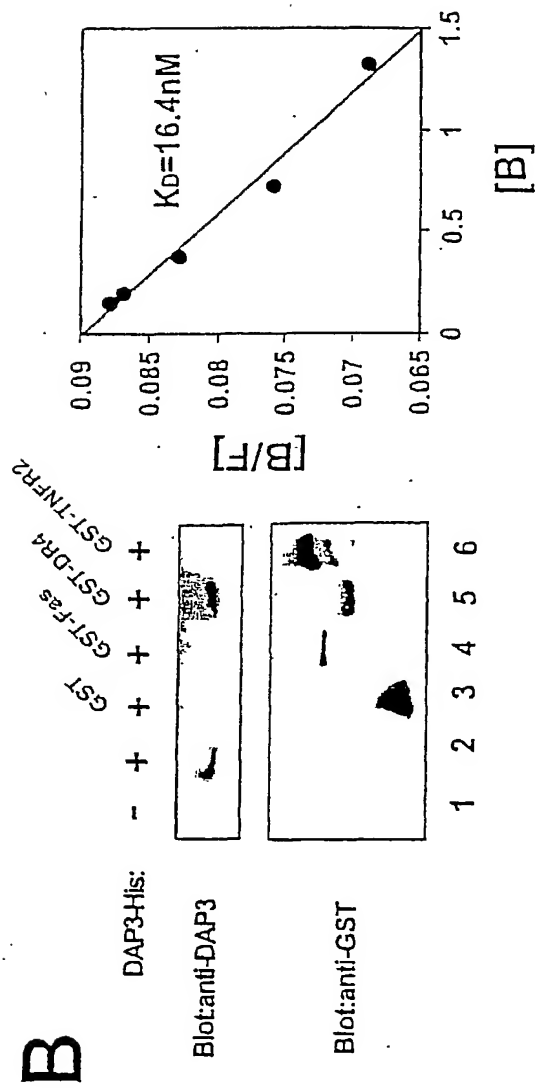 B
GST
GST-Fas
GST-DR4
GST-TNFR2
DAP3-His: - + + + + +
Blot:anti-DAP3
Blot:anti-GST
1 2 3 4 5 6
[B/F]
0.09
0.085
0.08
0.075
0.07
0.065
KD=16.4nM
0 0.5 1 1.5
[B]